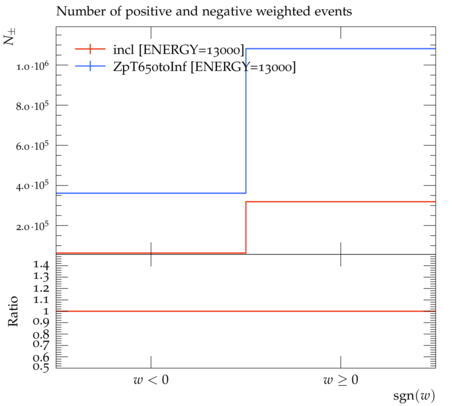 Number of positive and negative weighted events
N±
incl [ENERGY=13000]
ZpT650toInf [ENERGY=13000]
1.0·10⁶
8.0·10⁵
6.0·10⁵
4.0·10⁵
2.0·10⁵
Ratio
1.4
1.3
1.2
1.1
1
0.9
0.8
0.7
0.6
0.5
w < 0
w ≥ 0
sgn(w)